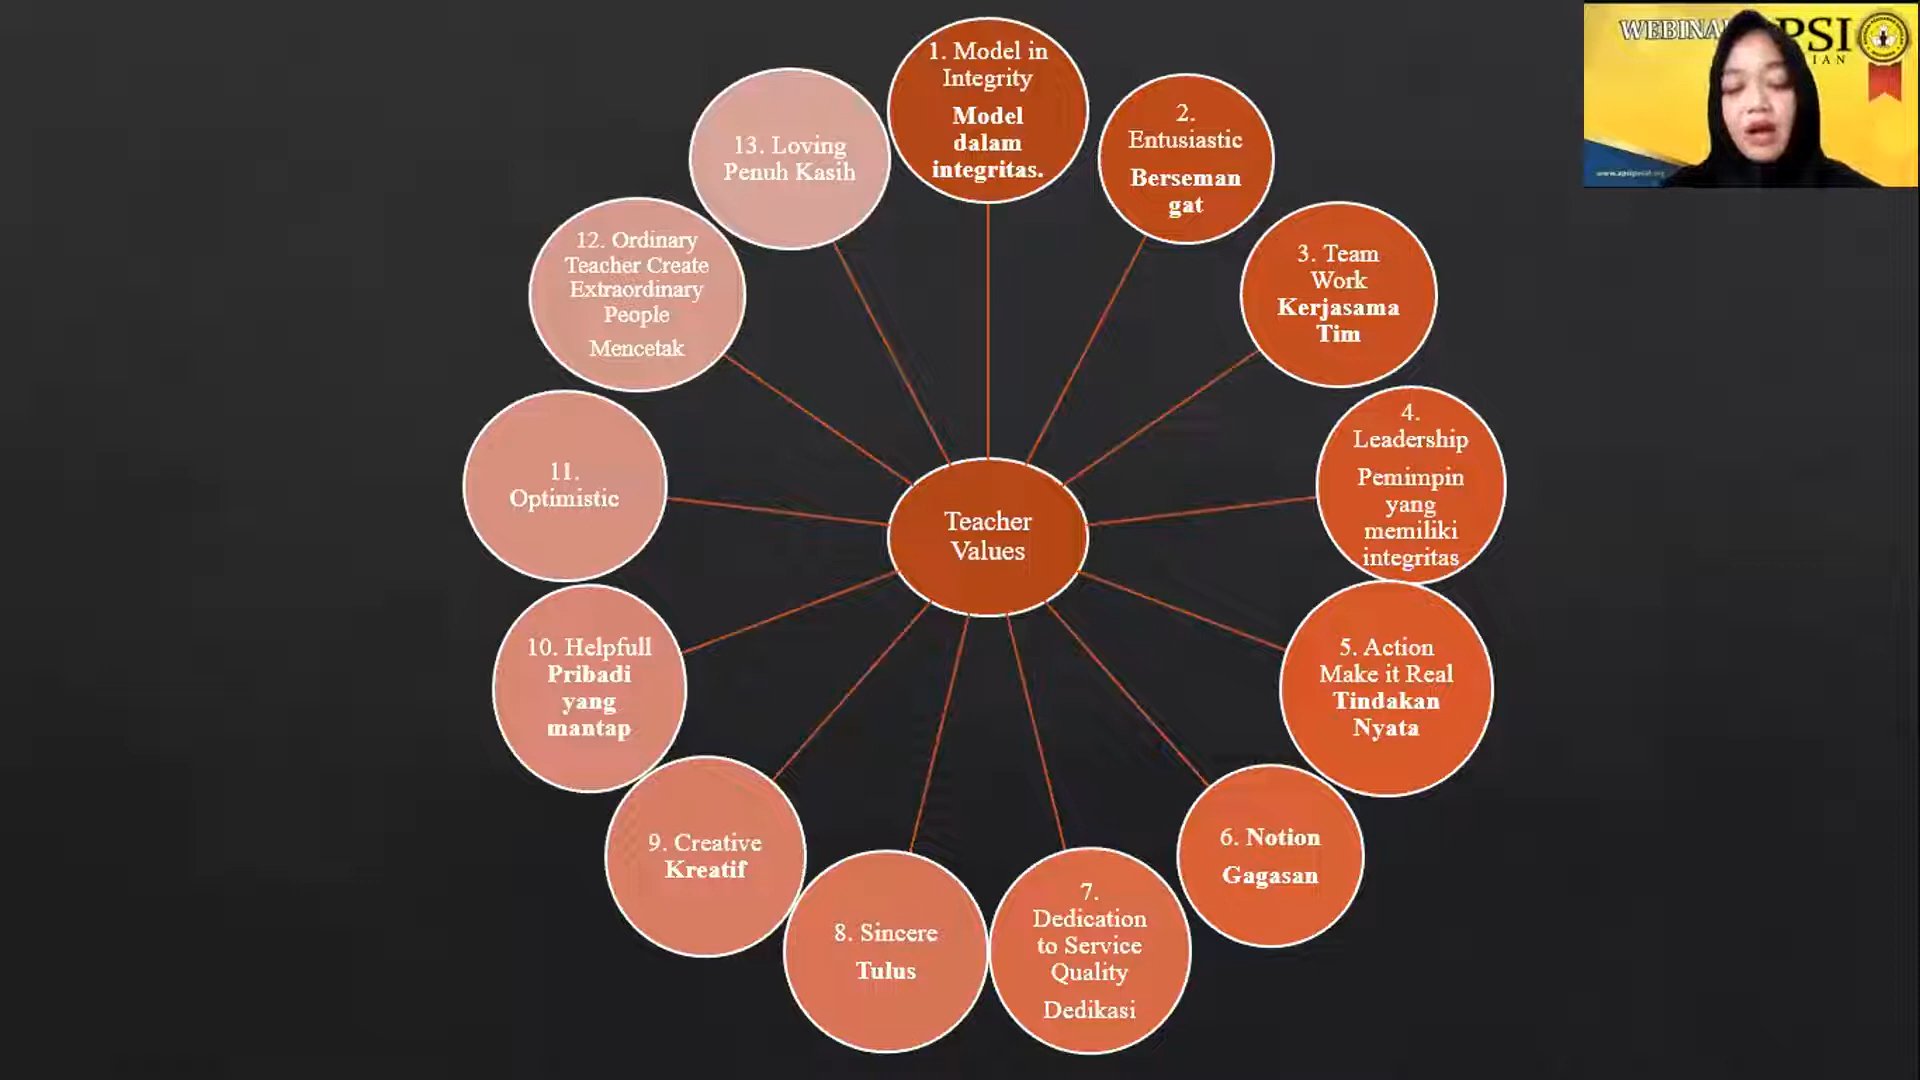 1. Model in
Integrity
Model
dalam
integritas.
2.
Entusiastic
Berseman
gat
3. Team
Work
Kerjasama
Tim
4.
Leadership
Pemimpin
yang
memiliki
integritas
5. Action
Make it Real
Tindakan
Nyata
6. Notion
Gagasan
7.
Dedication
to Service
Quality
Dedikasi
8. Sincere
Tulus
9. Creative
Kreatif
10. Helpfull
Pribadi
yang
mantap
11.
Optimistic
12. Ordinary
Teacher Create
Extraordinary
People
Mencetak
13. Loving
Penuh Kasih
Teacher
Values
WEBINA PSI
IAN